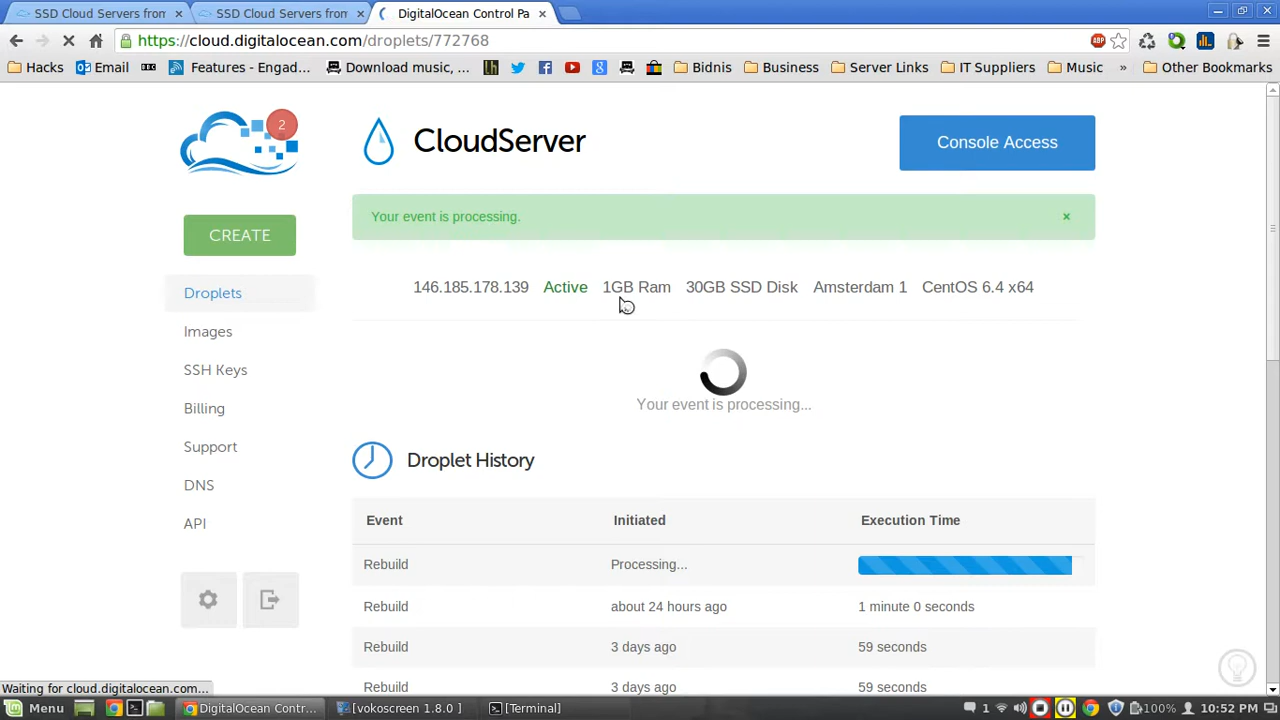 SSD Cloud Servers from
SSD Cloud Servers from
DigitalOcean Control Pa
https://cloud.digitalocean.com/droplets/772768
ABP
Hacks
Email
Features - Engad...
Download music, ...
Bidnis
Business
Server Links
IT Suppliers
Music
»
Other Bookmarks
2
CloudServer
Console Access
Your event is processing.
×
CREATE
146.185.178.139 Active 1GB Ram 30GB SSD Disk Amsterdam 1 CentOS 6.4 x64
Droplets
Images
SSH Keys
Billing
Support
DNS
API
Your event is processing...
Droplet History
Event Initiated Execution Time
Rebuild Processing...
Rebuild about 24 hours ago 1 minute 0 seconds
Rebuild 3 days ago 59 seconds
Rebuild 3 days ago 59 seconds
Waiting for cloud.digitalocean.com...
Menu
DigitalOcean Contr...
[vokoscreen 1.8.0 ]
[Terminal]
1
100%
10:52 PM